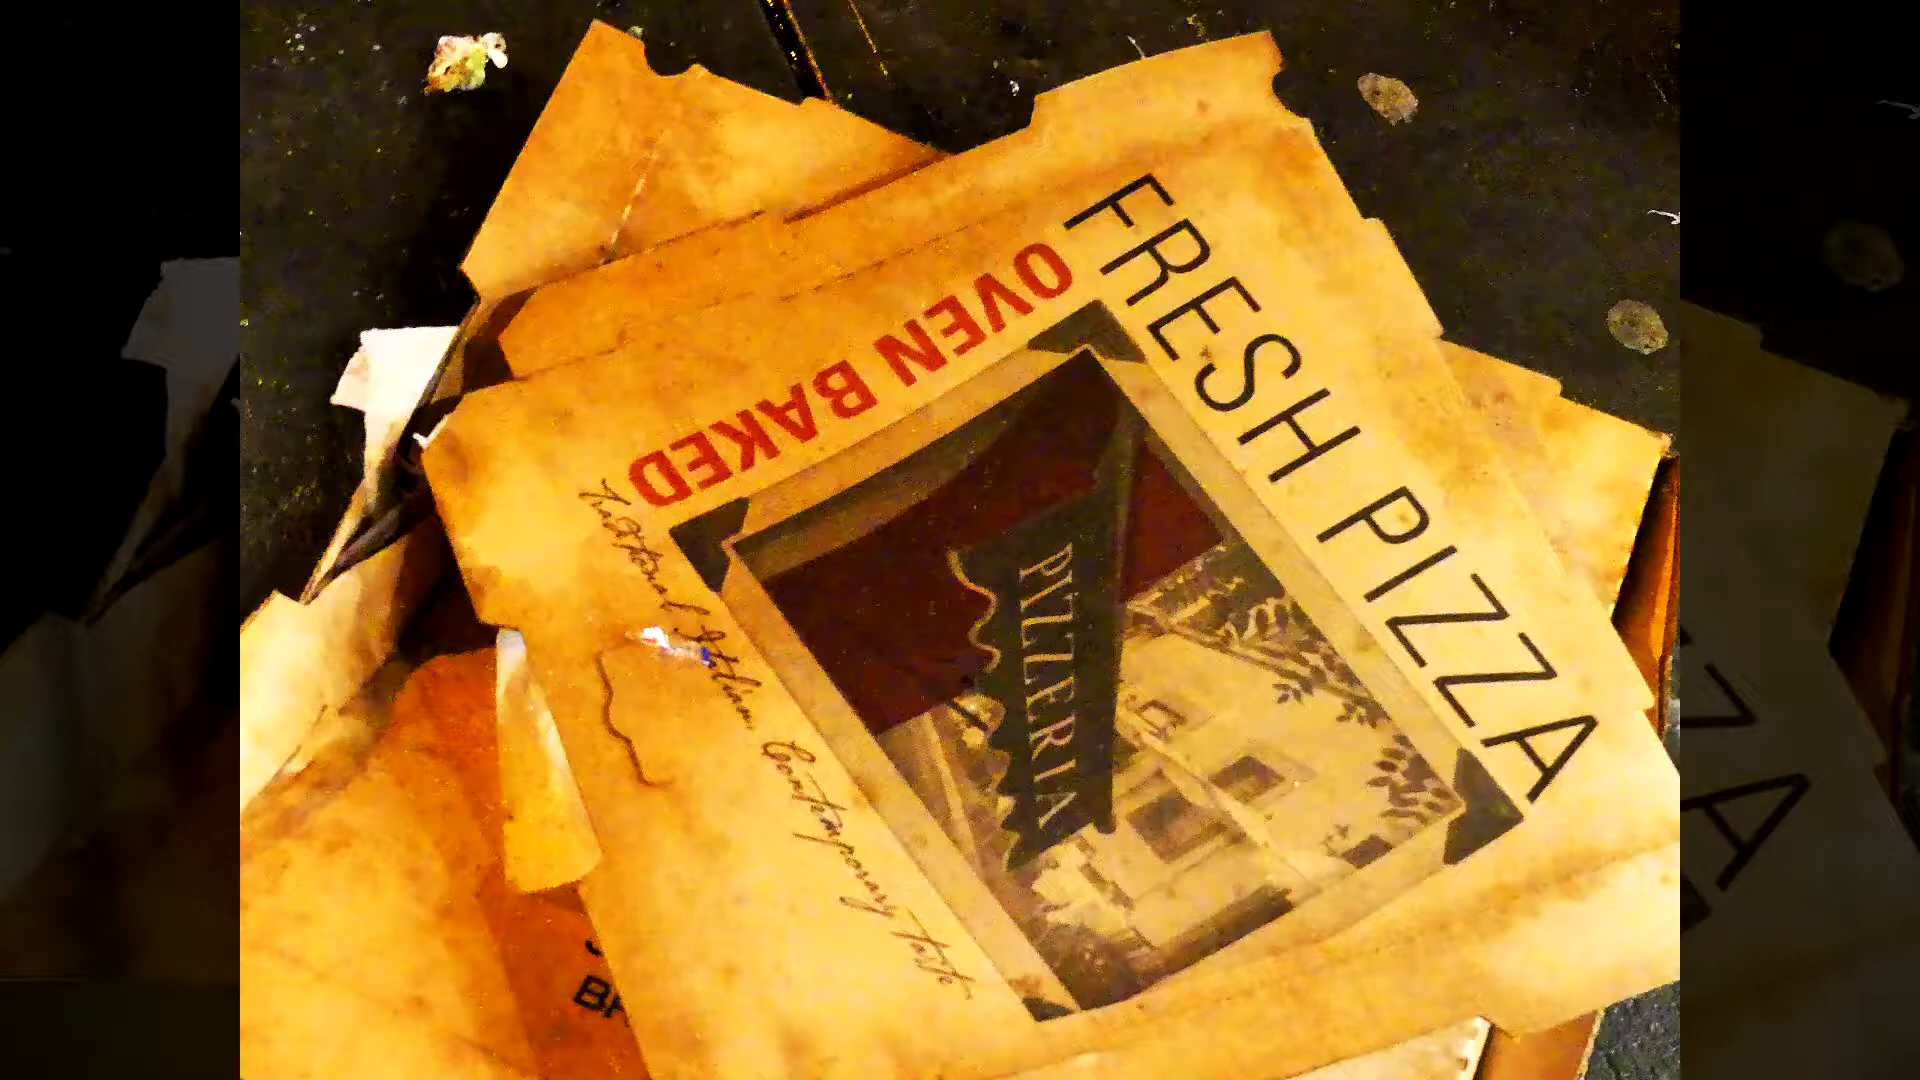 FRESH PIZZA
OVEN BAKED
PIZZERIA
Traditional Italian, Contemporary taste